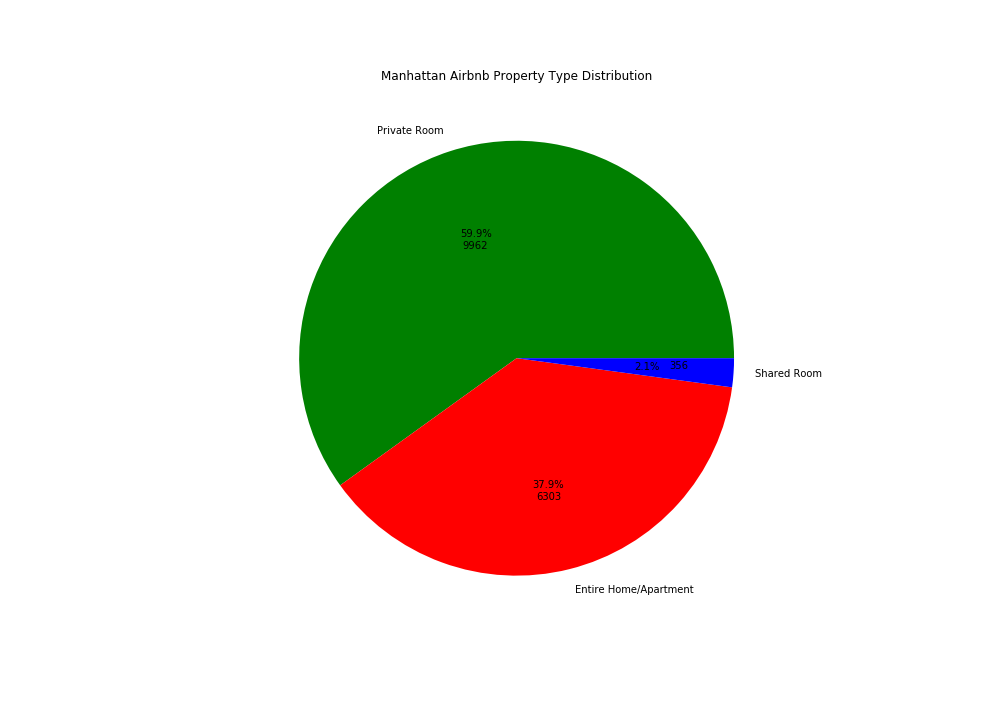 Manhattan Airbnb Property Type Distribution
Private Room
59.9%
9962
2.1% 356
Shared Room
37.9%
6303
Entire Home/Apartment